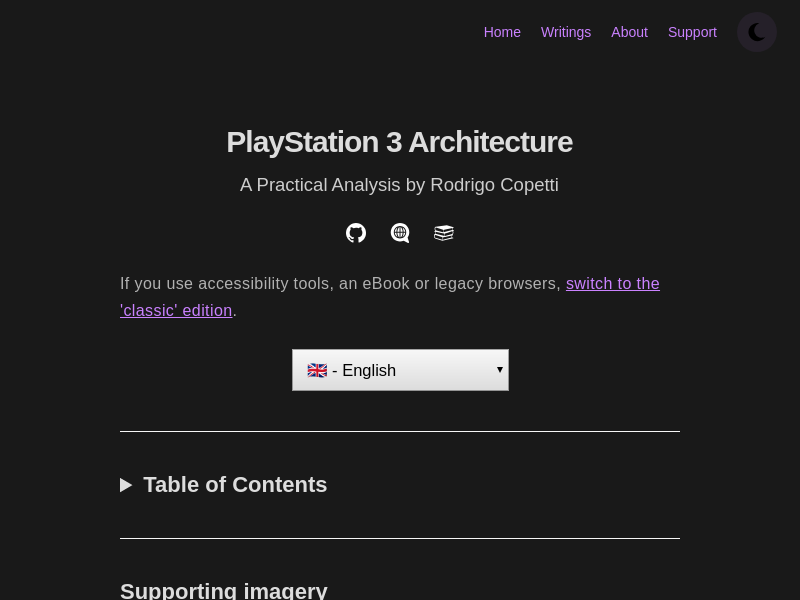 Home Writings About Support
PlayStation 3 Architecture
A Practical Analysis by Rodrigo Copetti
If you use accessibility tools, an eBook or legacy browsers, switch to the
'classic' edition.
🇬🇧 - English
Table of Contents
Supporting imagery